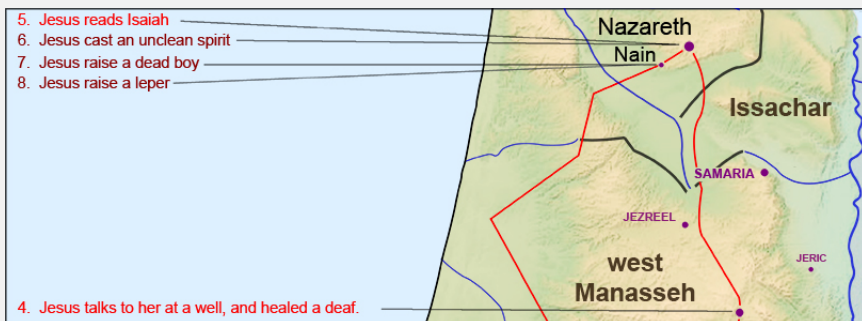 5. Jesus reads Isaiah
6. Jesus cast an unclean spirit
7. Jesus raise a dead boy
8. Jesus raise a leper
Nazareth
Nain
Issachar
SAMARIA
JEZREEL
JERIC
west
Manasseh
4. Jesus talks to her at a well, and healed a deaf.